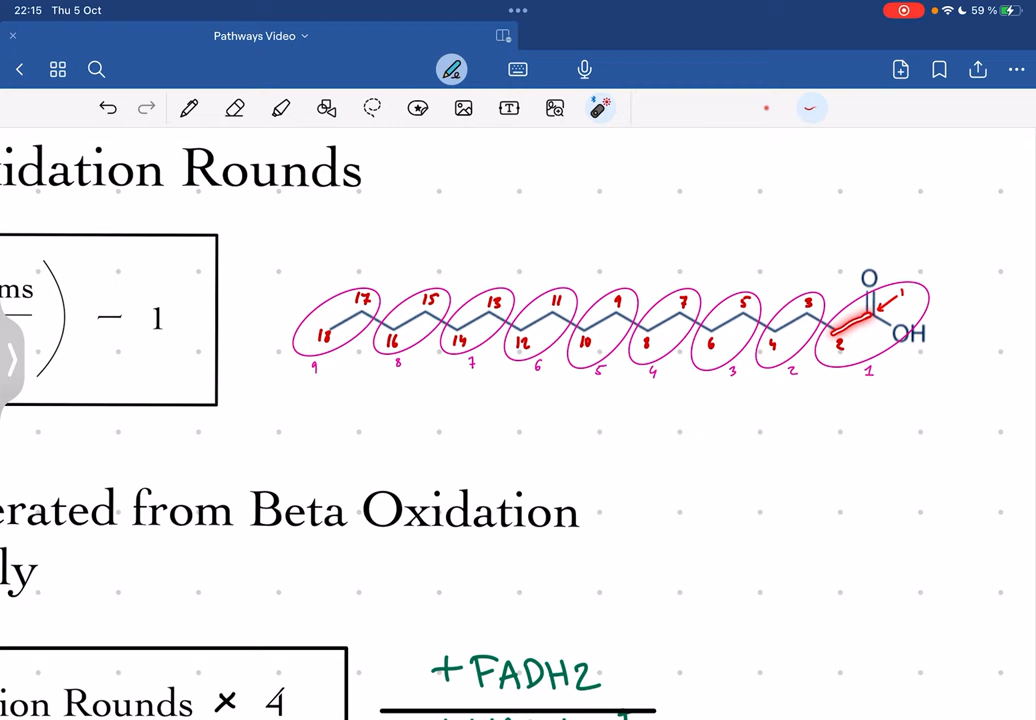 22:15 Thu 5 Oct
59 %
Pathways Video
xidation Rounds
ms
— 1
17 15 13 11 9 7 5 3 1
O
OH
18 16 14 12 10 8 6 4 2
9 8 7 6 5 4 3 2 1
erated from Beta Oxidation
ly
+ FADH2
ion Rounds × 4